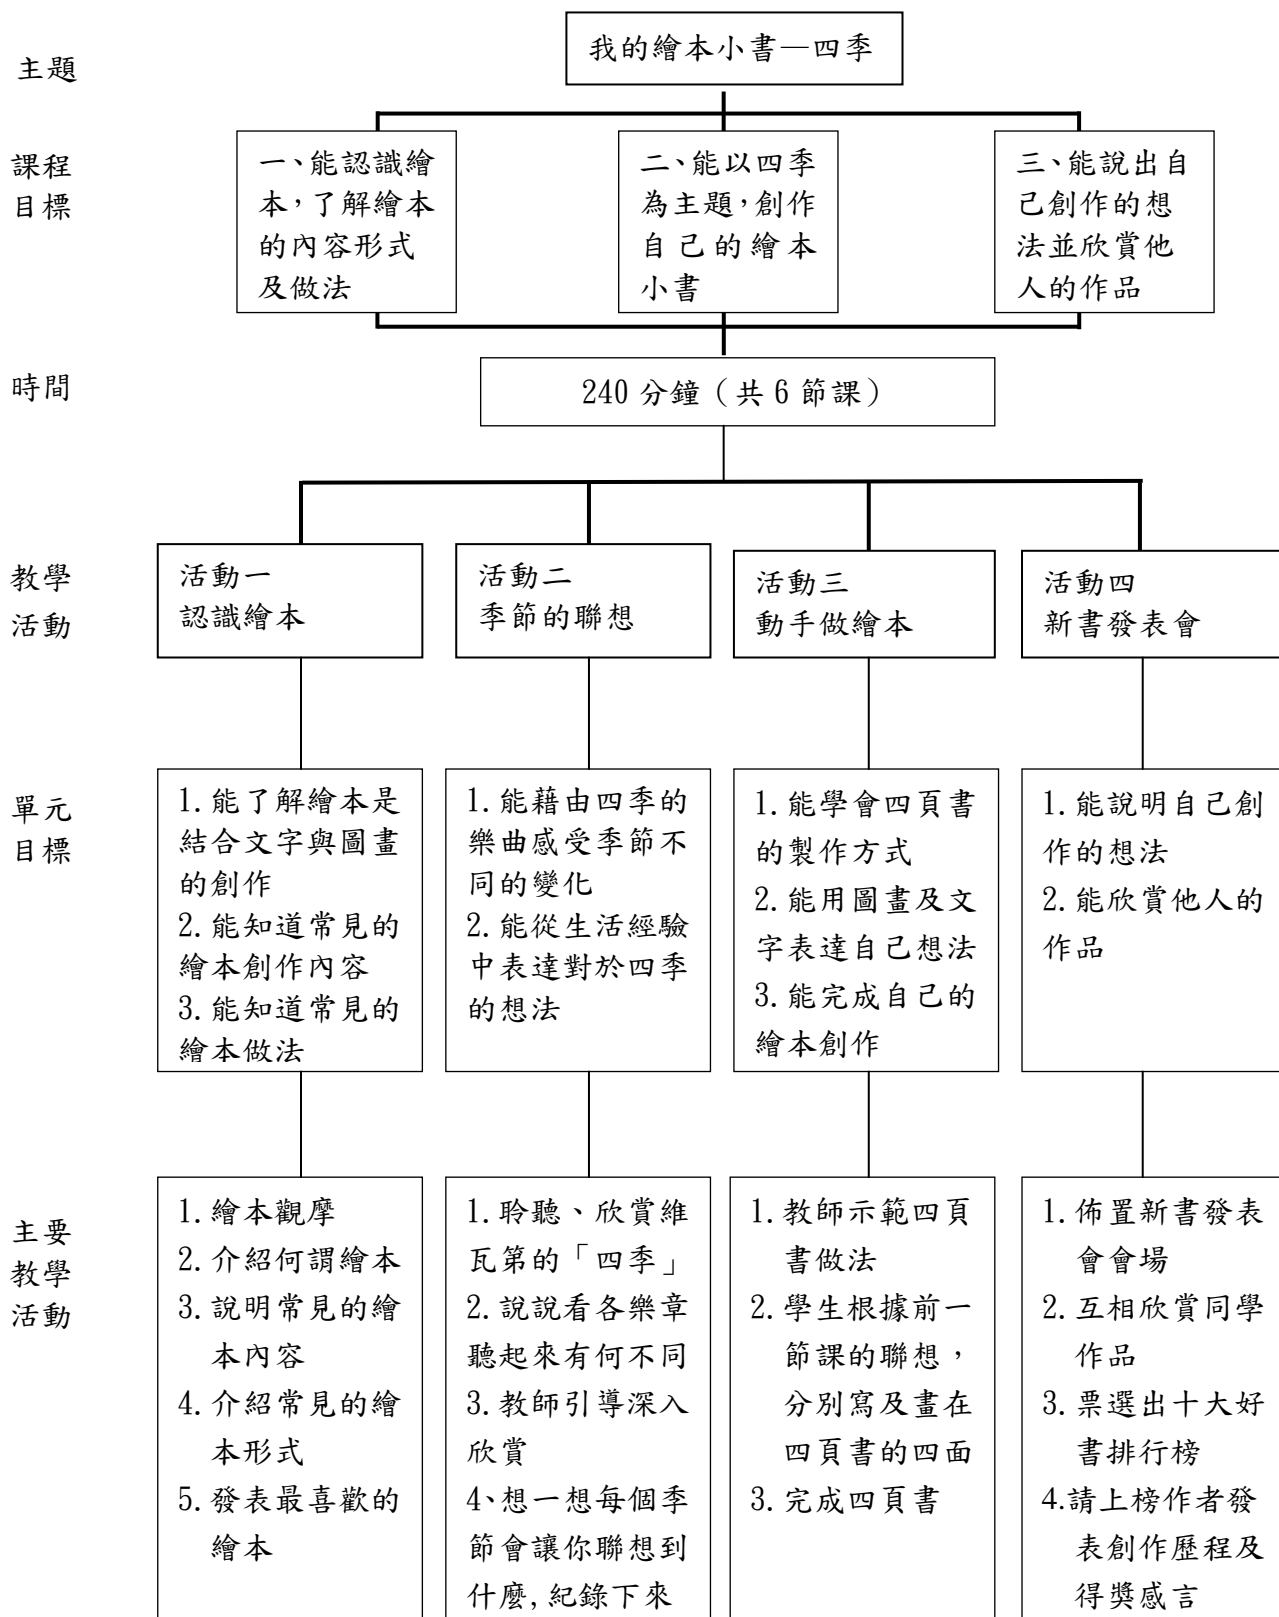 主題
我的繪本小書—四季
課程
目標
一、能認識繪
本，了解繪本
的內容形式
及做法
二、能以四季
為主題，創作
自己的繪本
小書
三、能說出自
己創作的想
法並欣賞他
人的作品
時間
240 分鐘（共 6 節課）
教學
活動
活動一
認識繪本
活動二
季節的聯想
活動三
動手做繪本
活動四
新書發表會
單元
目標
1. 能了解繪本是
結合文字與圖畫
的創作
2. 能知道常見的
繪本創作內容
3. 能知道常見的
繪本做法
1. 能藉由四季的
樂曲感受季節不
同的變化
2. 能從生活經驗
中表達對於四季
的想法
1. 能學會四頁書
的製作方式
2. 能用圖畫及文
字表達自己想法
3. 能完成自己的
繪本創作
1. 能說明自己創
作的想法
2. 能欣賞他人的
作品
主要
教學
活動
1. 繪本觀摩
2. 介紹何謂繪本
3. 說明常見的繪
本內容
4. 介紹常見的繪
本形式
5. 發表最喜歡的
繪本
1. 聆聽、欣賞維
瓦第的「四季」
2. 說說看各樂章
聽起來有何不同
3. 教師引導深入
欣賞
4、想一想每個季
節會讓你聯想到
什麼, 紀錄下來
1. 教師示範四頁
書做法
2. 學生根據前一
節課的聯想，
分別寫及畫在
四頁書的四面
3. 完成四頁書
1. 佈置新書發表
會會場
2. 互相欣賞同學
作品
3. 票選出十大好
書排行榜
4.請上榜作者發
表創作歷程及
得獎感言